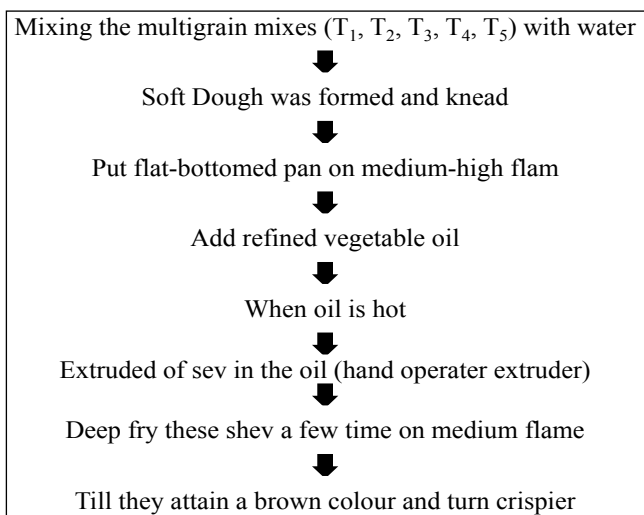 Mixing the multigrain mixes (T₁, T₂, T₃, T₄, T₅) with water
Soft Dough was formed and knead
Put flat-bottomed pan on medium-high flam
Add refined vegetable oil
When oil is hot
Extruded of sev in the oil (hand operater extruder)
Deep fry these shev a few time on medium flame
Till they attain a brown colour and turn crispier